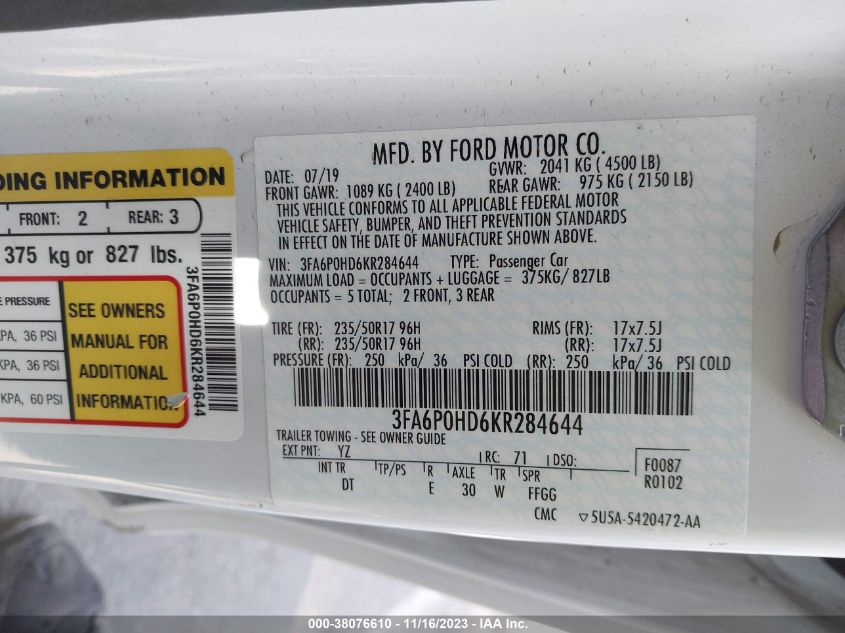 DING INFORMATION
FRONT: 2 REAR: 3
375 kg or 827 lbs.
E PRESSURE
KPA, 36 PSI
KPA, 36 PSI
KPA, 60 PSI
SEE OWNERS
MANUAL FOR
ADDITIONAL
INFORMATION
3FA6P0HD6KR284644
MFD. BY FORD MOTOR CO.
DATE: 07/19 GVWR: 2041 KG ( 4500 LB)
FRONT GAWR: 1089 KG ( 2400 LB) REAR GAWR: 975 KG ( 2150 LB)
THIS VEHICLE CONFORMS TO ALL APPLICABLE FEDERAL MOTOR
VEHICLE SAFETY, BUMPER, AND THEFT PREVENTION STANDARDS
IN EFFECT ON THE DATE OF MANUFACTURE SHOWN ABOVE.
VIN: 3FA6P0HD6KR284644 TYPE: Passenger Car
MAXIMUM LOAD = OCCUPANTS + LUGGAGE = 375KG/ 827LB
OCCUPANTS = 5 TOTAL; 2 FRONT, 3 REAR
TIRE (FR): 235/50R17 96H RIMS (FR): 17x7.5J
(RR): 235/50R17 96H (RR): 17x7.5J
PRESSURE (FR): 250 kPa/ 36 PSI COLD (RR): 250 kPa/ 36 PSI COLD
3FA6P0HD6KR284644
TRAILER TOWING - SEE OWNER GUIDE
EXT PNT: YZ RC: 71 DSO:
INT TR TP/PS R AXLE TR SPR
DT E 30 W FFGG
F0087
R0102
CMC ▽5U5A-5420472-AA
000-38076610 - 11/16/2023 - IAA Inc.